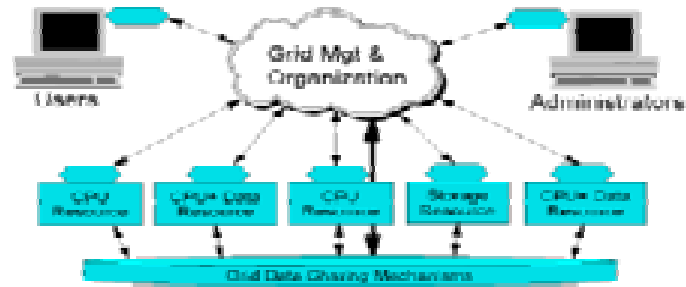 Grid Mgt &
Organization
Users
Administrators
CPU
Resource
CPU+ Data
Resource
CPU
Resource
Storage
Resource
CPU+ Data
Resource
Grid Data Sharing Mechanisms